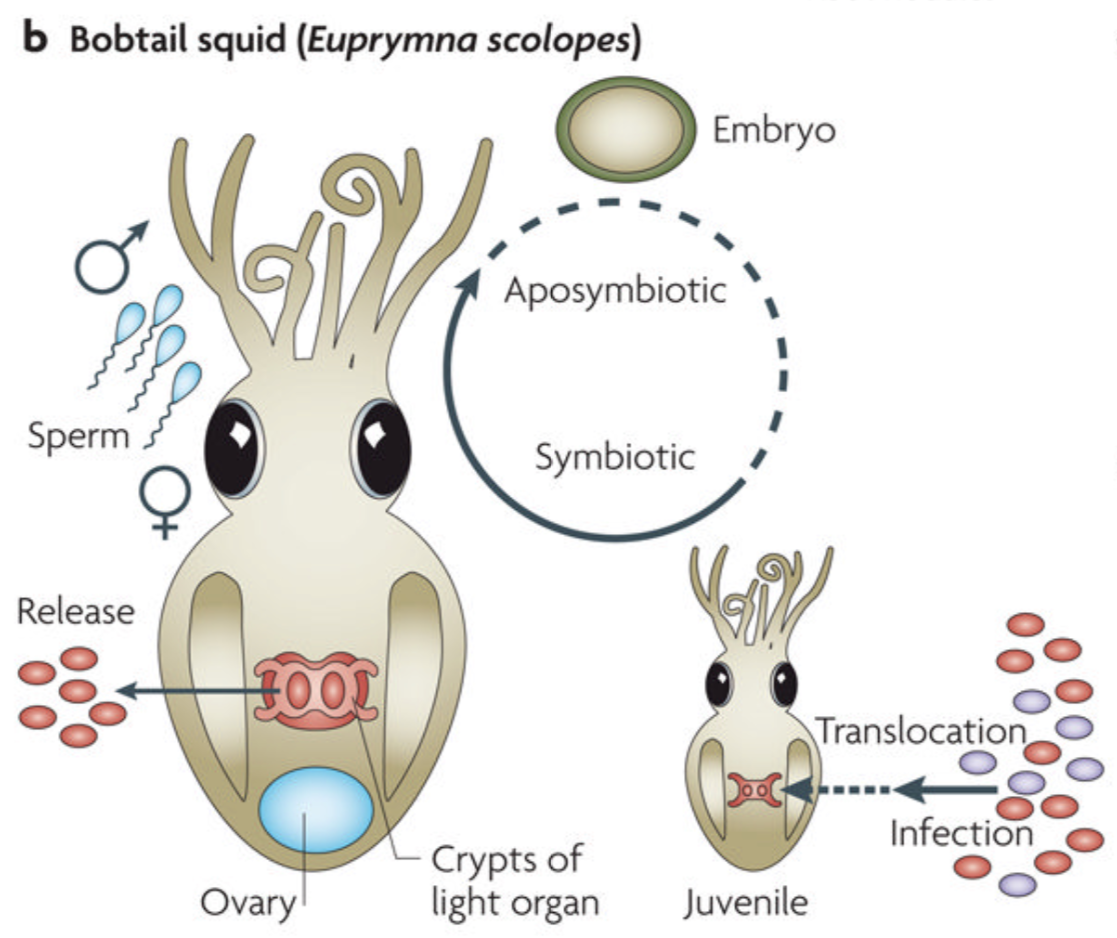 b Bobtail squid (Euprymna scolopes)
Embryo
Aposymbiotic
Symbiotic
Sperm
Release
Translocation
Infection
Crypts of
light organ
Ovary
Juvenile